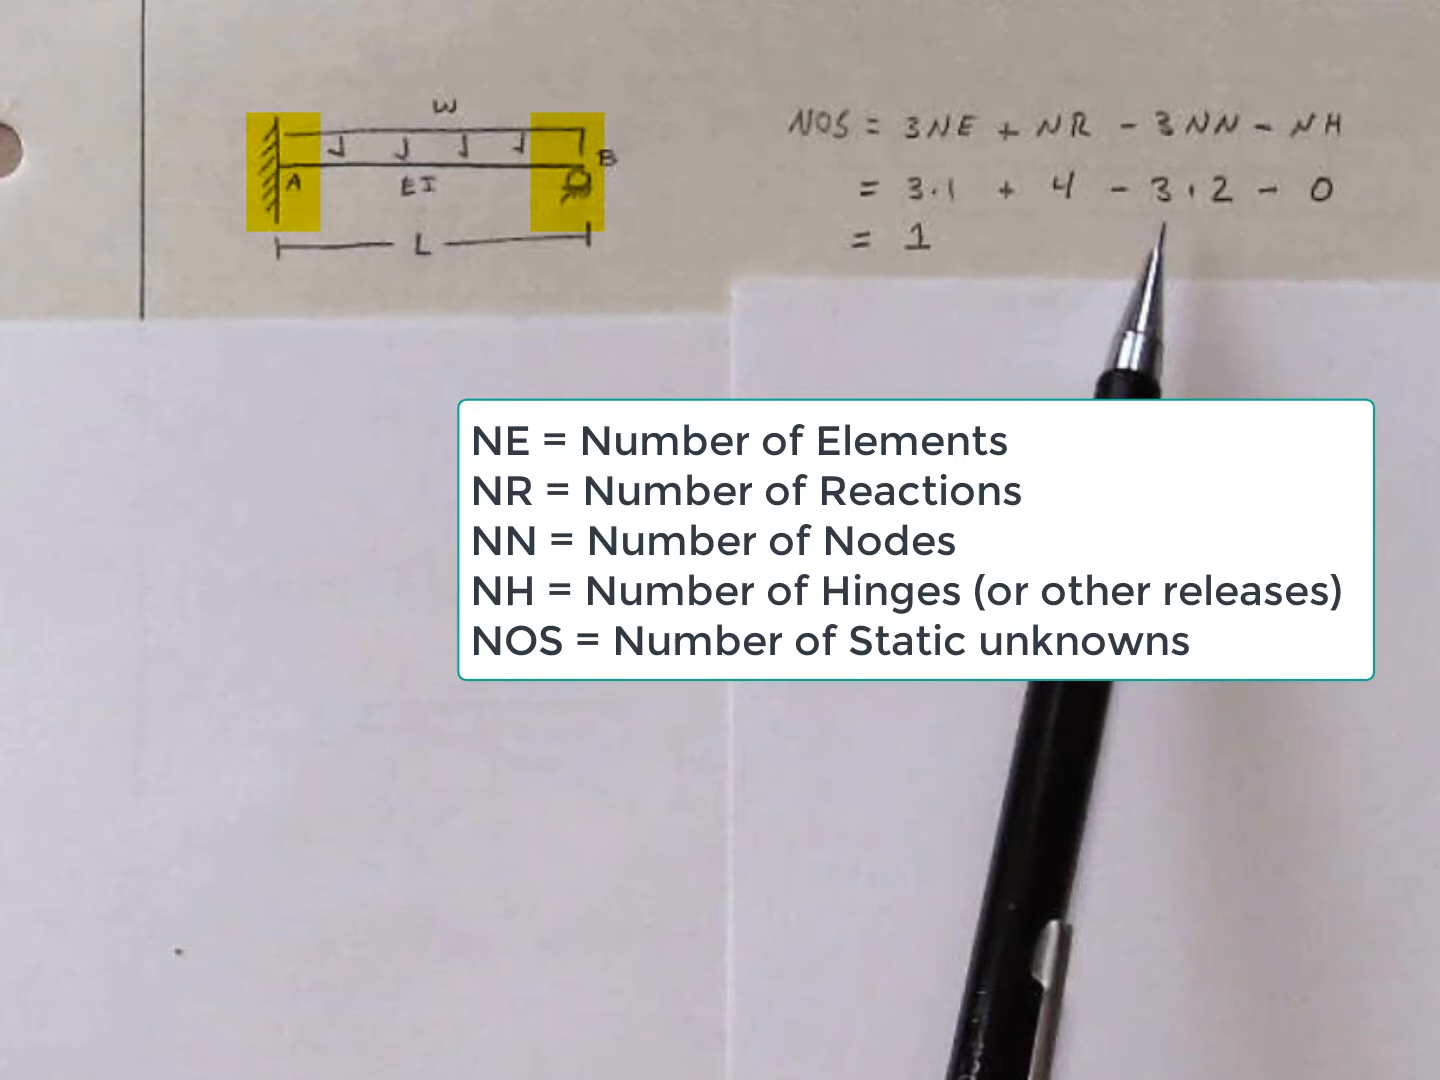 W
A
EI
B
L
NOS = 3NE + NR - 3NN - NH
= 3·1 + 4 - 3·2 - 0
= 1
NE = Number of Elements
NR = Number of Reactions
NN = Number of Nodes
NH = Number of Hinges (or other releases)
NOS = Number of Static unknowns